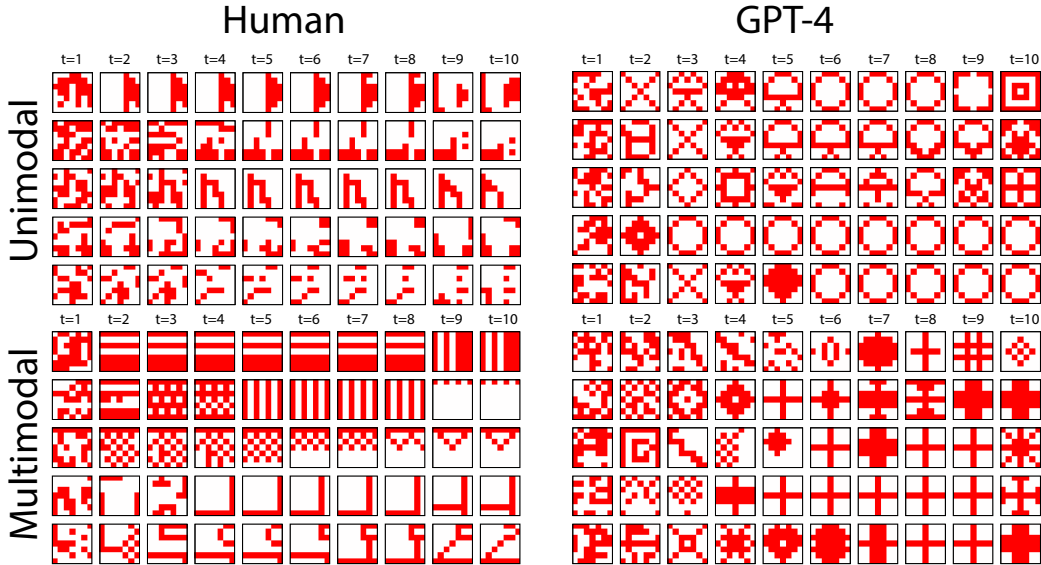 Human
GPT-4
Unimodal
t=1 t=2 t=3 t=4 t=5 t=6 t=7 t=8 t=9 t=10
t=1 t=2 t=3 t=4 t=5 t=6 t=7 t=8 t=9 t=10
Multimodal
t=1 t=2 t=3 t=4 t=5 t=6 t=7 t=8 t=9 t=10
t=1 t=2 t=3 t=4 t=5 t=6 t=7 t=8 t=9 t=10